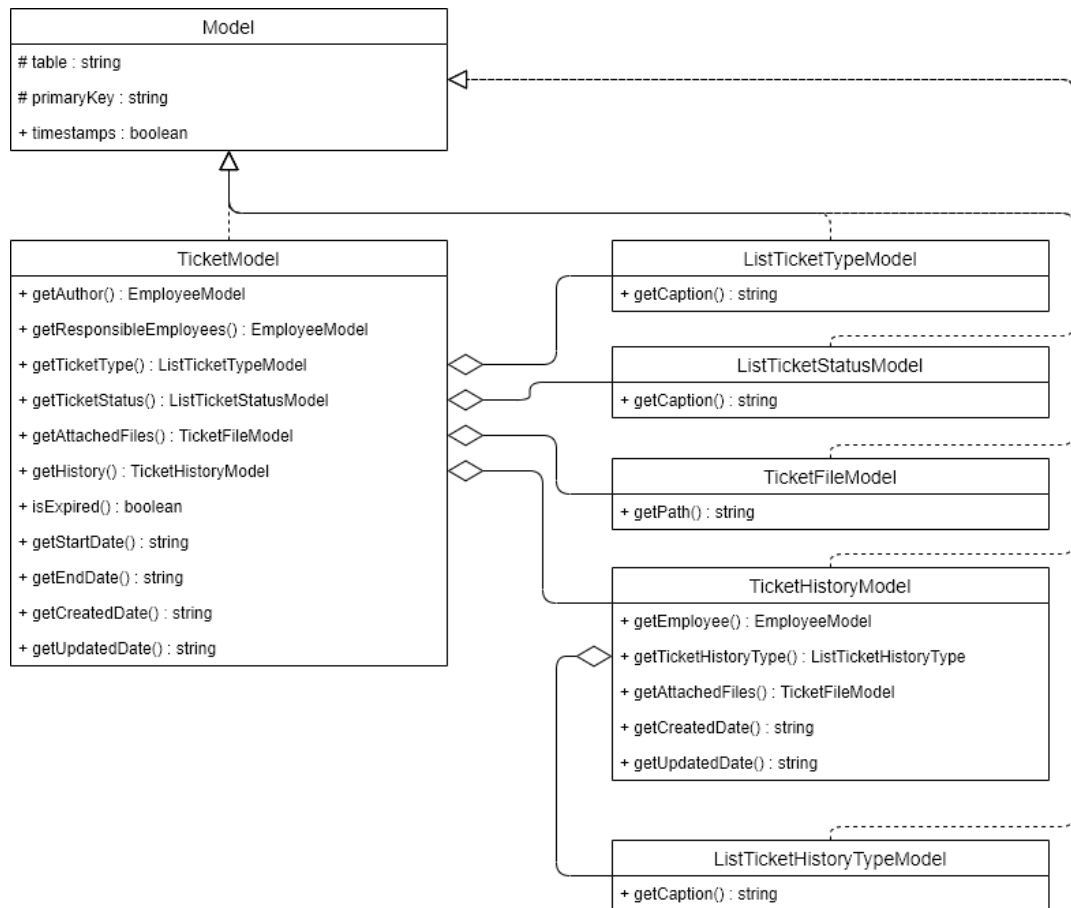 Model
# table : string
# primaryKey : string
+ timestamps : boolean
TicketModel
+ getAuthor() : EmployeeModel
+ getResponsibleEmployees() : EmployeeModel
+ getTicketType() : ListTicketTypeModel
+ getTicketStatus() : ListTicketStatusModel
+ getAttachedFiles() : TicketFileModel
+ getHistory() : TicketHistoryModel
+ isExpired() : boolean
+ getStartDate() : string
+ getEndDate() : string
+ getCreatedDate() : string
+ getUpdatedDate() : string
ListTicketTypeModel
+ getCaption() : string
ListTicketStatusModel
+ getCaption() : string
TicketFileModel
+ getPath() : string
TicketHistoryModel
+ getEmployee() : EmployeeModel
+ getTicketHistoryType() : ListTicketHistoryType
+ getAttachedFiles() : TicketFileModel
+ getCreatedDate() : string
+ getUpdatedDate() : string
ListTicketHistoryTypeModel
+ getCaption() : string